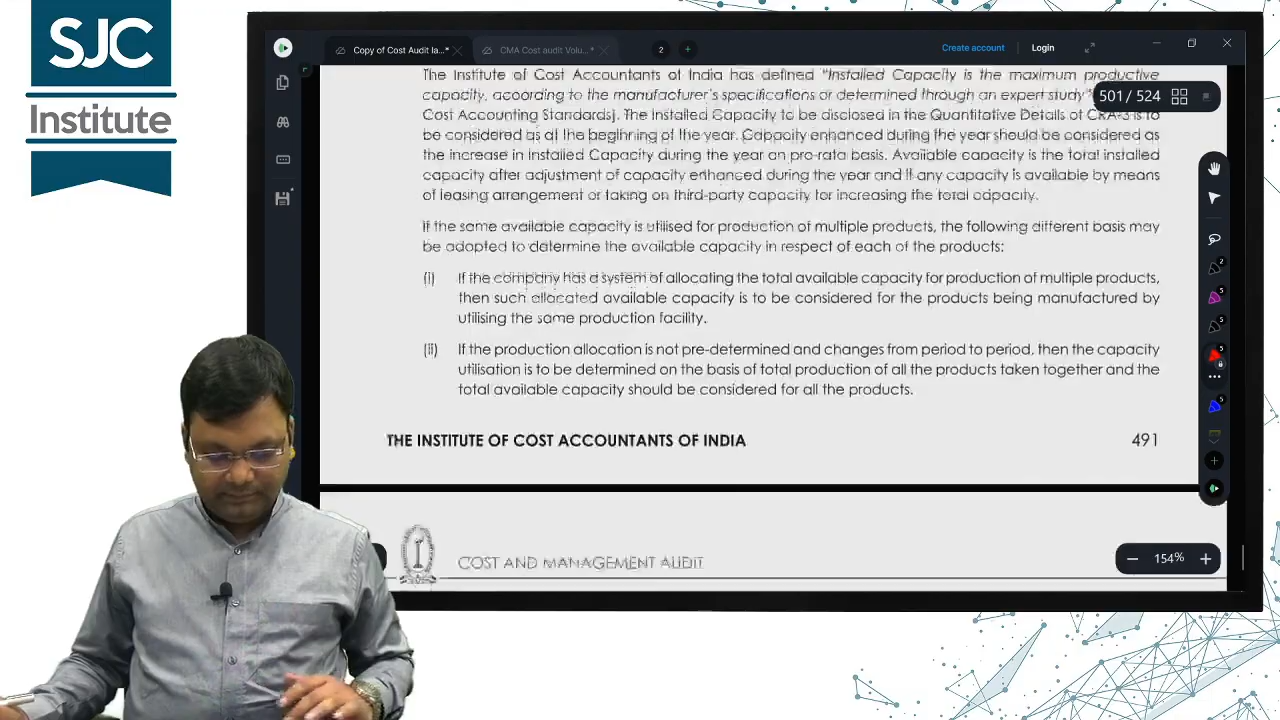 SJC
Institute
Copy of Cost Audit la...*
CMA Cost audit Volu...*
2
Create account
Login
501 / 524
The Institute of Cost Accountants of India has defined "Installed Capacity is the maximum productive
capacity, according to the manufacturer's specifications or determined through an expert study"
Cost Accounting Standards]. The Installed Capacity to be disclosed in the Quantitative Details of CRA-3 is to
be considered as at the beginning of the year. Capacity enhanced during the year should be considered as
the increase in Installed Capacity during the year on pro-rata basis. Available capacity is the total installed
capacity after adjustment of capacity enhanced during the year and if any capacity is available by means
of leasing arrangement or taking on third-party capacity for increasing the total capacity.
If the same available capacity is utilised for production of multiple products, the following different basis may
be adopted to determine the available capacity in respect of each of the products:
(i) If the company has a system of allocating the total available capacity for production of multiple products,
then such allocated available capacity is to be considered for the products being manufactured by
utilising the same production facility.
(ii) If the production allocation is not pre-determined and changes from period to period, then the capacity
utilisation is to be determined on the basis of total production of all the products taken together and the
total available capacity should be considered for all the products.
THE INSTITUTE OF COST ACCOUNTANTS OF INDIA 491
COST AND MANAGEMENT AUDIT
154%